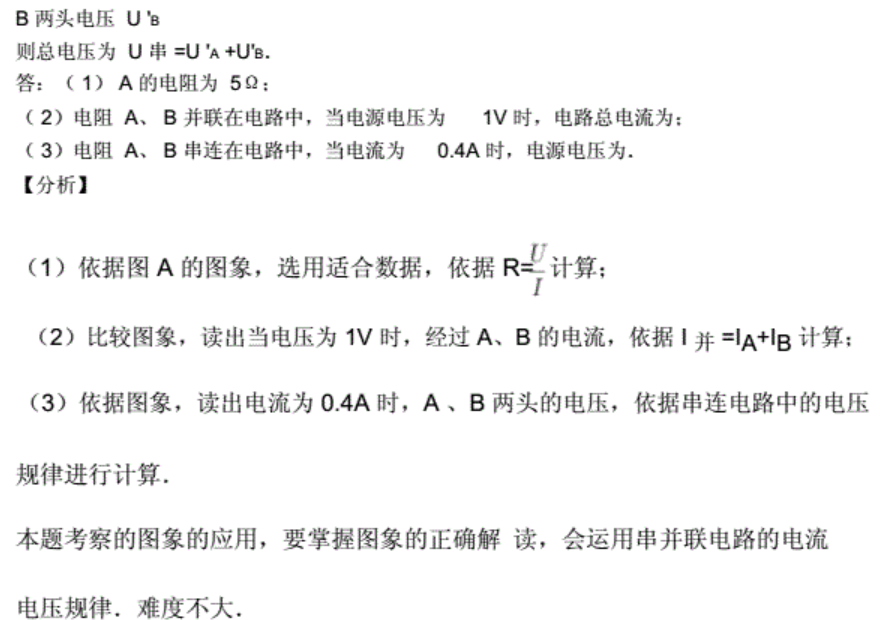 B 两头电压 U 'B
则总电压为 U 串 =U 'A +U'B.
答：（ 1） A 的电阻为 5Ω；
（ 2）电阻 A、 B 并联在电路中，当电源电压为 1V 时，电路总电流为；
（ 3）电阻 A、 B 串连在电路中，当电流为 0.4A 时，电源电压为．
【分析】
（1）依据图 A 的图象，选用适合数据，依据 R=U/I 计算；
（2）比较图象，读出当电压为 1V 时，经过 A、B 的电流，依据 I 并 =IA+IB 计算；
（3）依据图象，读出电流为 0.4A 时，A 、B 两头的电压，依据串连电路中的电压
规律进行计算．
本题考察的图象的应用，要掌握图象的正确解 读，会运用串并联电路的电流
电压规律．难度不大．